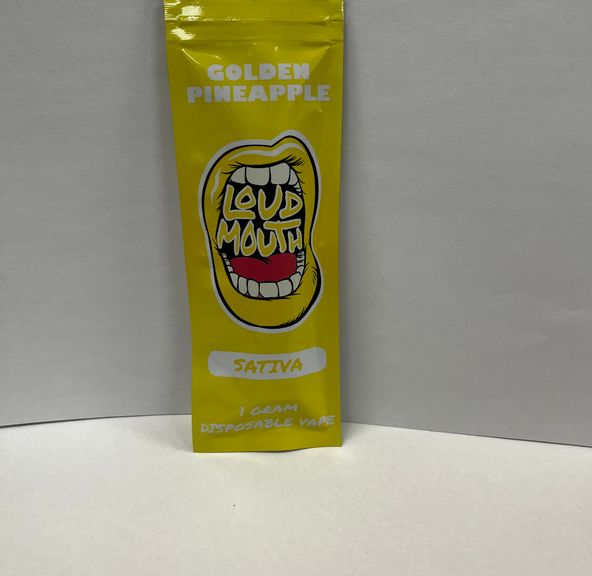 GOLDEN
PINEAPPLE
LOUD
MOUTH
SATIVA
1 GRAM
DISPOSABLE VAPE